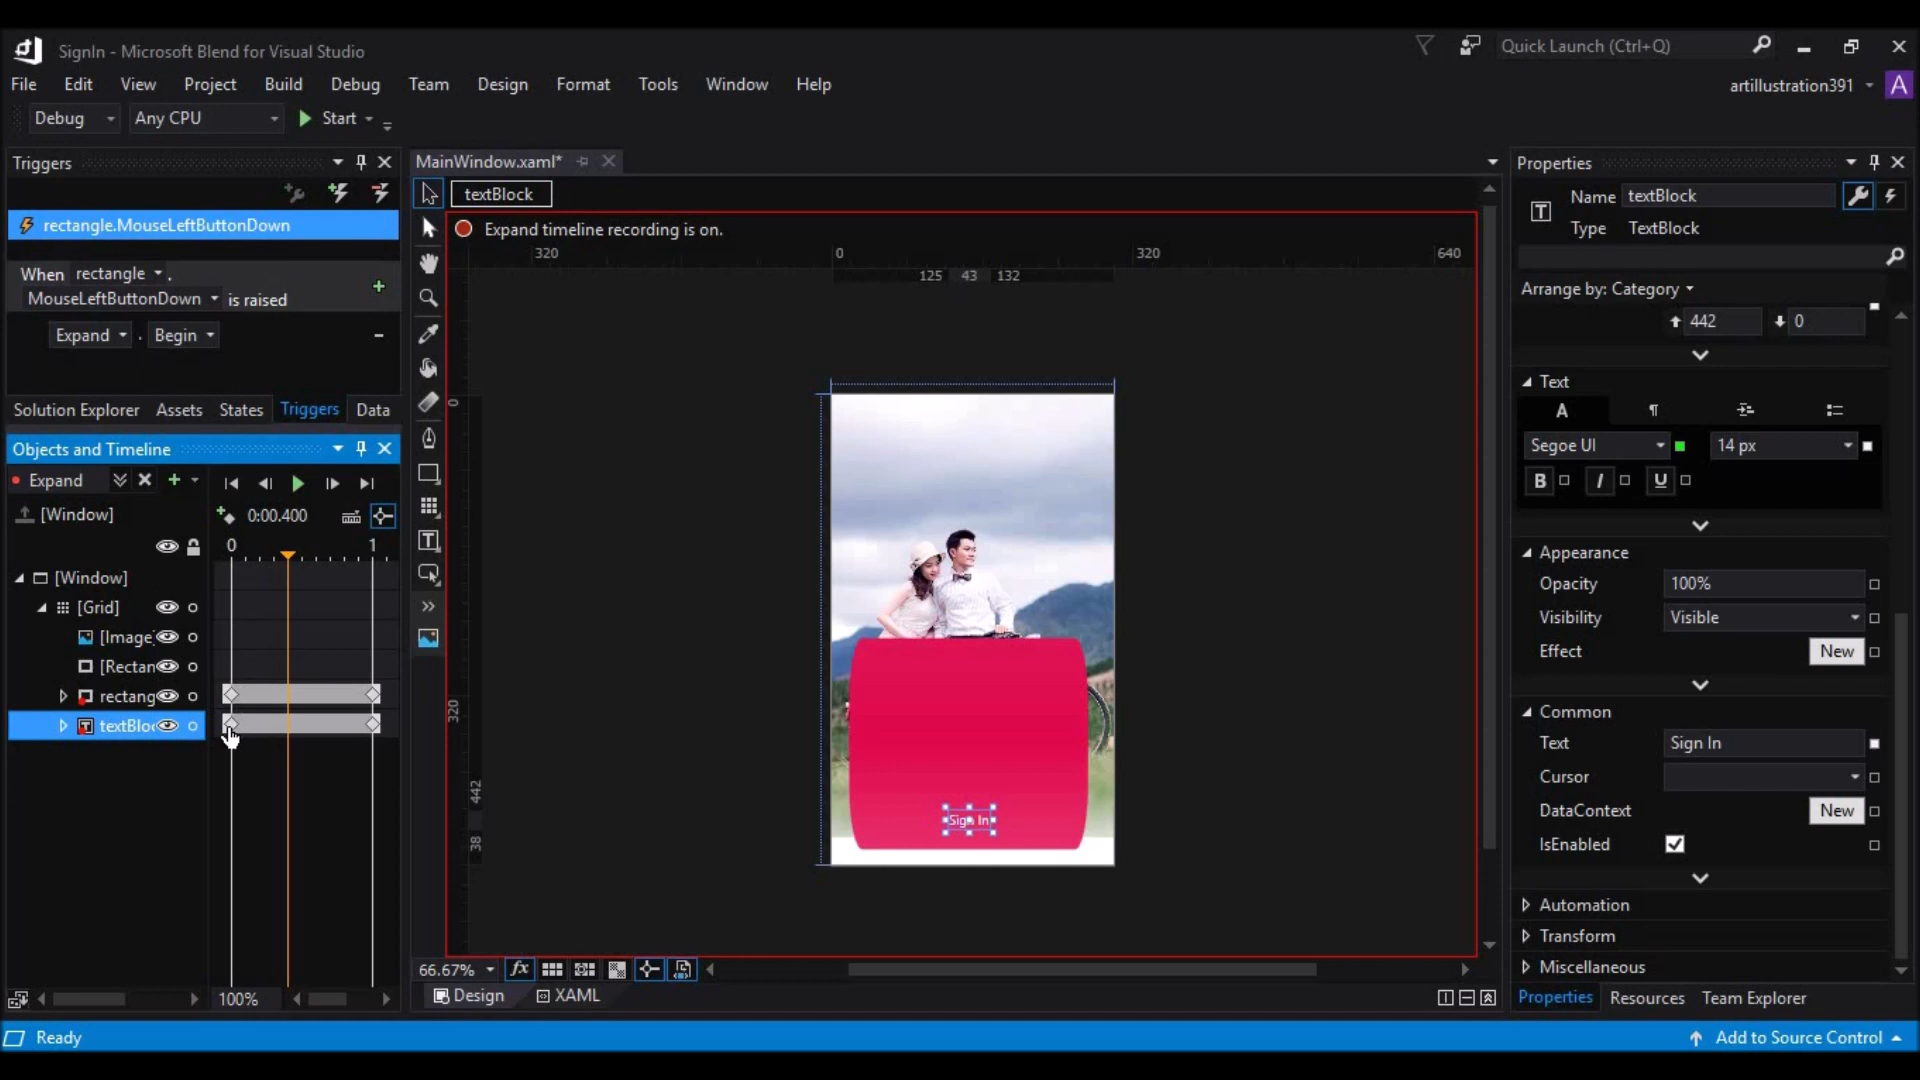 SignIn - Microsoft Blend for Visual Studio
Quick Launch (Ctrl+Q)
File Edit View Project Build Debug Team Design Format Tools Window Help
artillustration391 A
Debug Any CPU Start
Triggers
MainWindow.xaml*
Properties
textBlock
Name textBlock
Type TextBlock
rectangle.MouseLeftButtonDown
Expand timeline recording is on.
320 0 320 640
125 43 132
When rectangle .
MouseLeftButtonDown is raised
Expand . Begin
Arrange by: Category
442 0
Text
A
Segoe UI 14 px
B I U
Solution Explorer Assets States Triggers Data
Objects and Timeline
Expand
[Window] 0:00.400
0 1
[Window]
[Grid]
[Image
[Rectan
rectang
textBloc
0
320
442
38
Sign In
Appearance
Opacity 100%
Visibility Visible
Effect New
Common
Text Sign In
Cursor
DataContext New
IsEnabled
Automation
Transform
Miscellaneous
66.67% fx
100%
Design XAML
Properties Resources Team Explorer
Ready
Add to Source Control